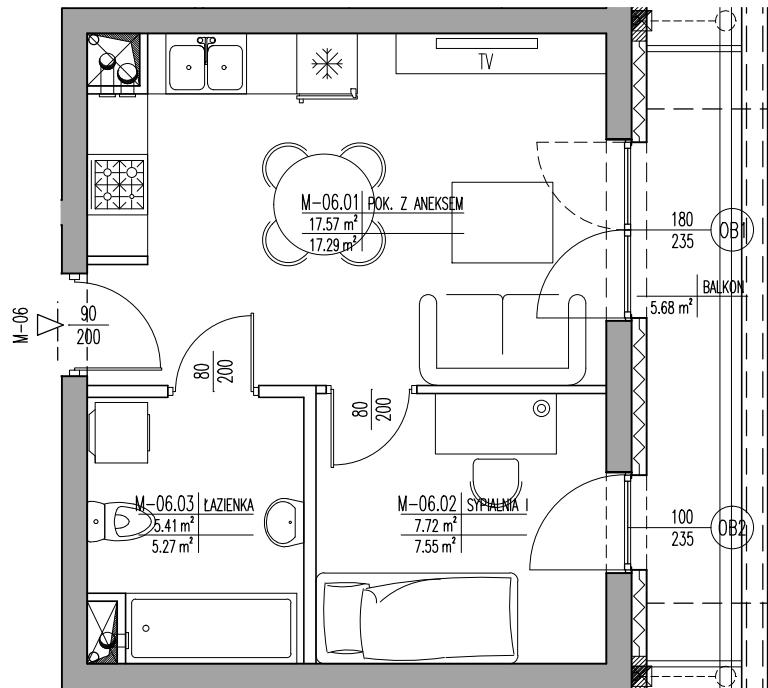 TV
M-06.01 POK. Z ANEKSEM
17.57 m²
17.29 m²
180
235
OB1
BALKON
5.68 m²
M-06
90
200
80
200
80
200
M-06.03 ŁAZIENKA
5.41 m²
5.27 m²
M-06.02 SYPIALNIA I
7.72 m²
7.55 m²
100
235
OB2